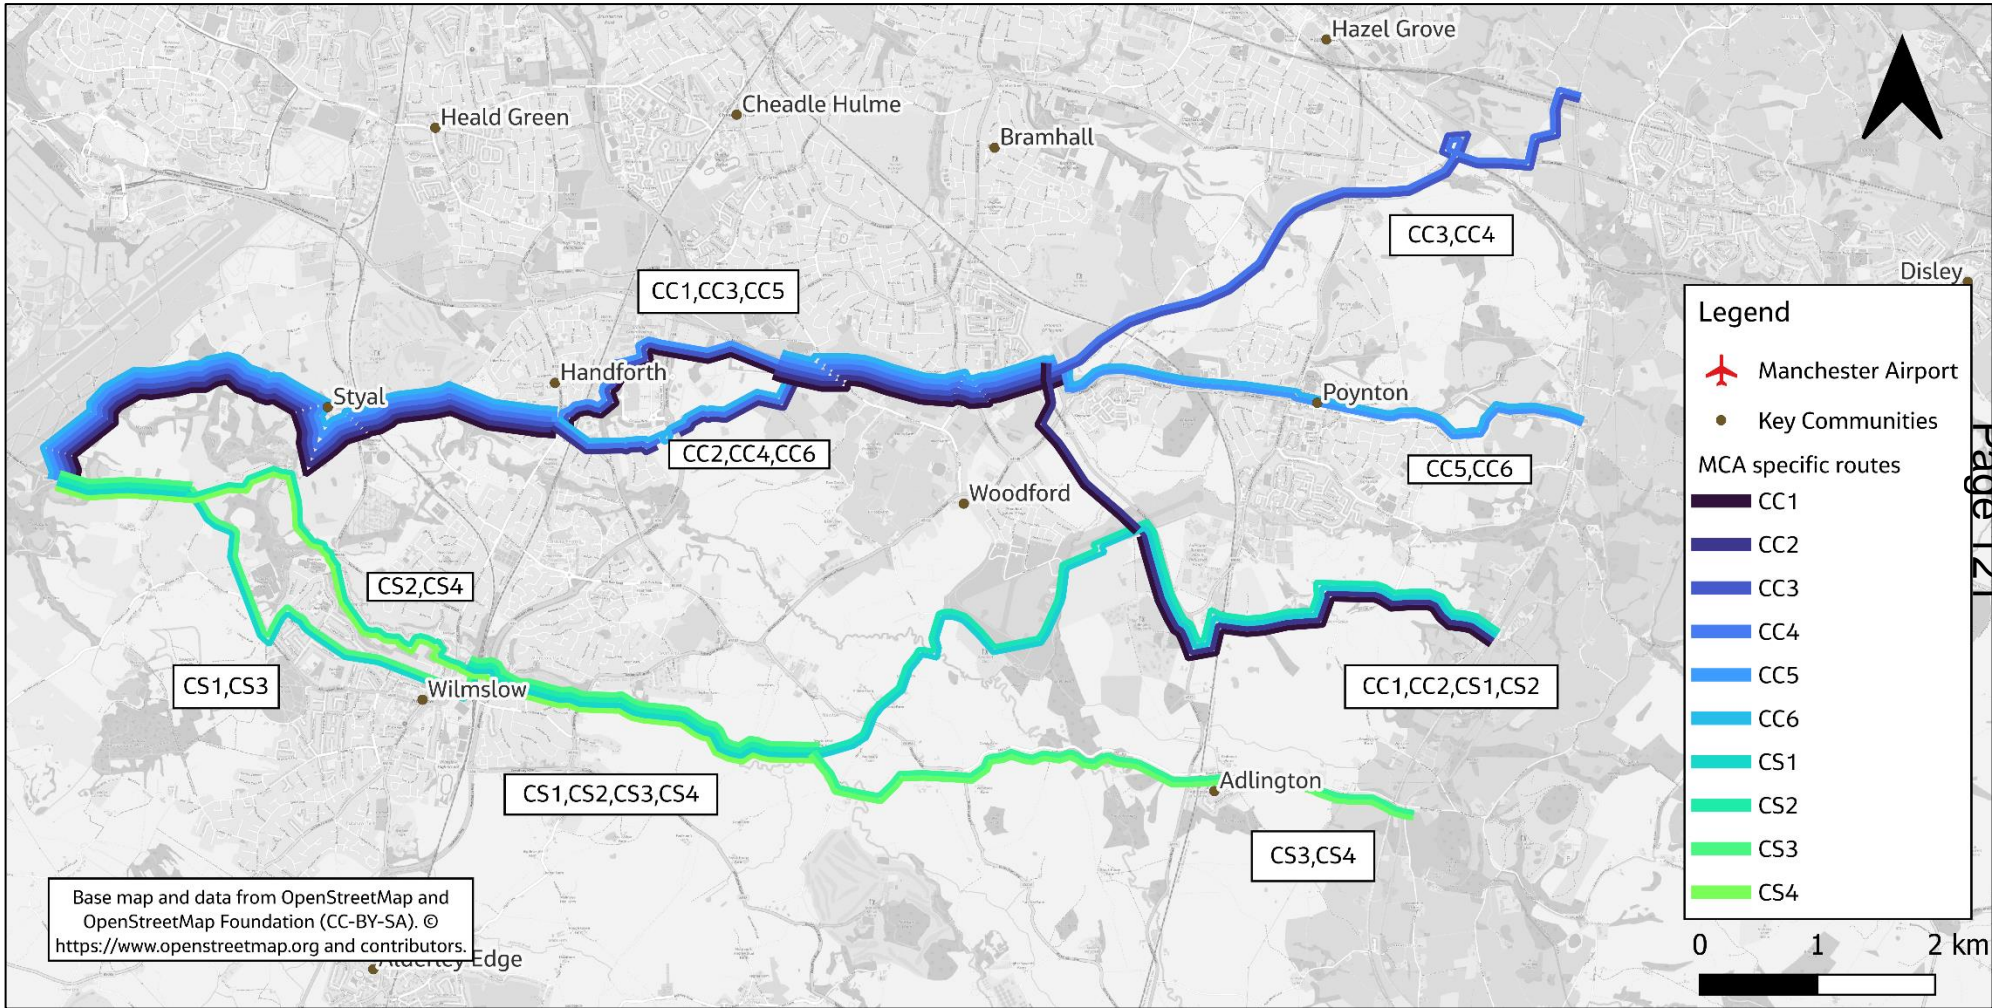 Hazel Grove
Cheadle Hulme
Heald Green
Bramhall
CC3,CC4
Disley
CC1,CC3,CC5
Legend
Manchester Airport
Key Communities
MCA specific routes
CC1
CC2
CC3
CC4
CC5
CC6
CS1
CS2
CS3
CS4
0 1 2 km
Handforth
Styal
Poynton
CC2,CC4,CC6
CC5,CC6
Woodford
CS2,CS4
CS1,CS3
Wilmslow
CC1,CC2,CS1,CS2
CS1,CS2,CS3,CS4
Adlington
CS3,CS4
Base map and data from OpenStreetMap and
OpenStreetMap Foundation (CC-BY-SA). ©
https://www.openstreetmap.org and contributors.
Alderley Edge
Page 121